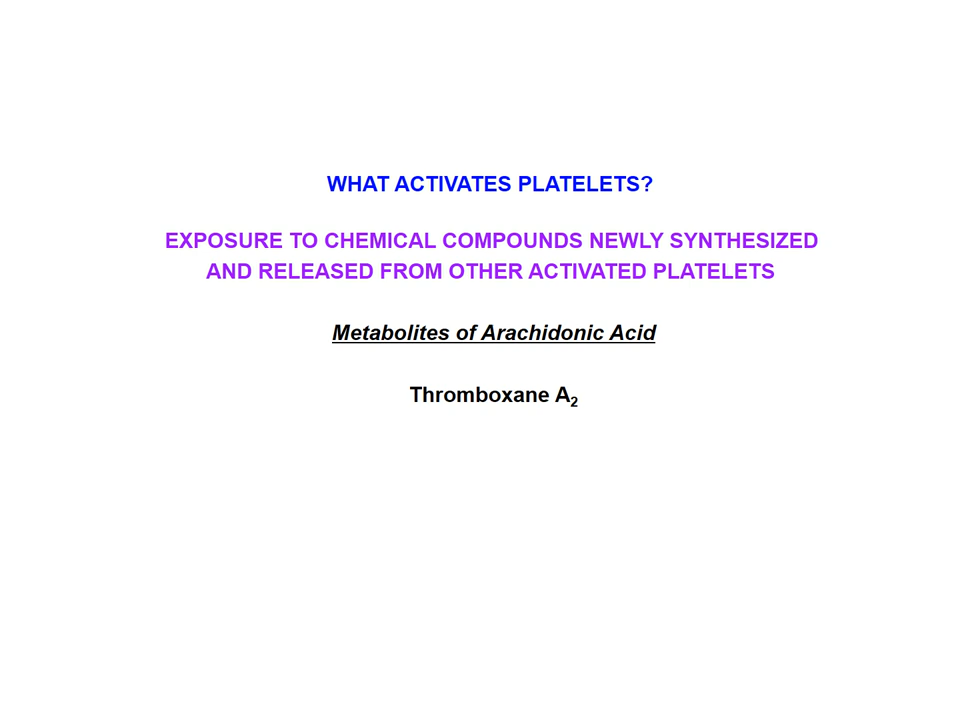 WHAT ACTIVATES PLATELETS?
EXPOSURE TO CHEMICAL COMPOUNDS NEWLY SYNTHESIZED
AND RELEASED FROM OTHER ACTIVATED PLATELETS
Metabolites of Arachidonic Acid
Thromboxane A₂